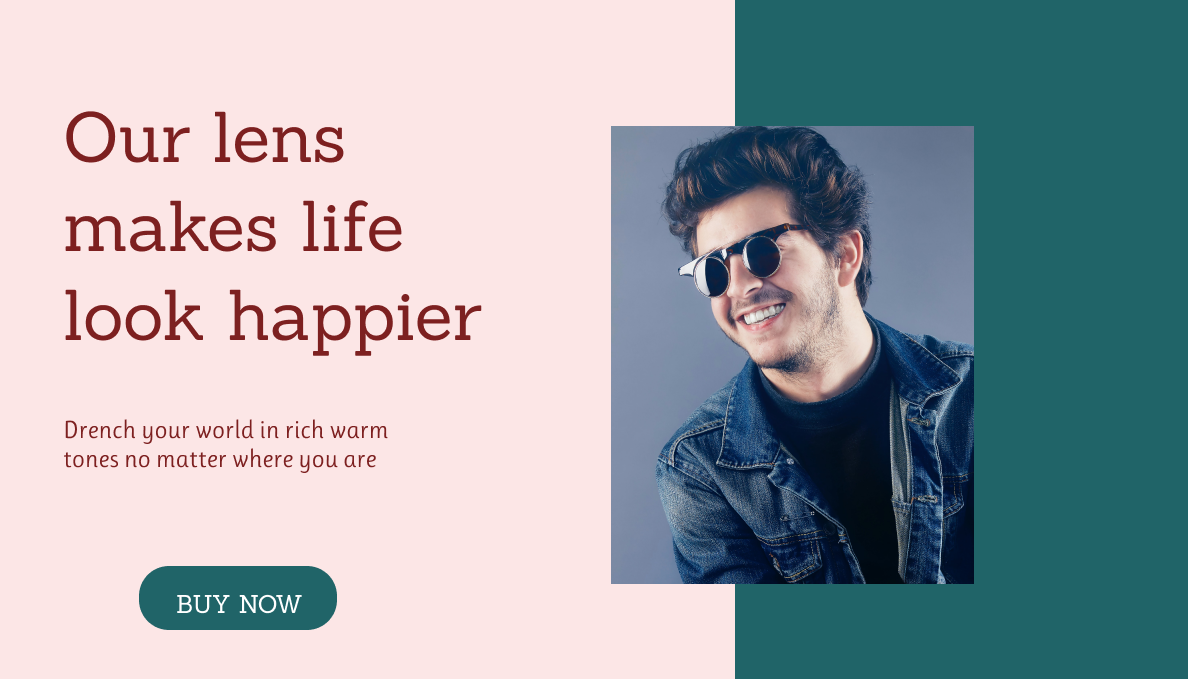 Our lens
makes life
look happier
Drench your world in rich warm
tones no matter where you are
BUY NOW